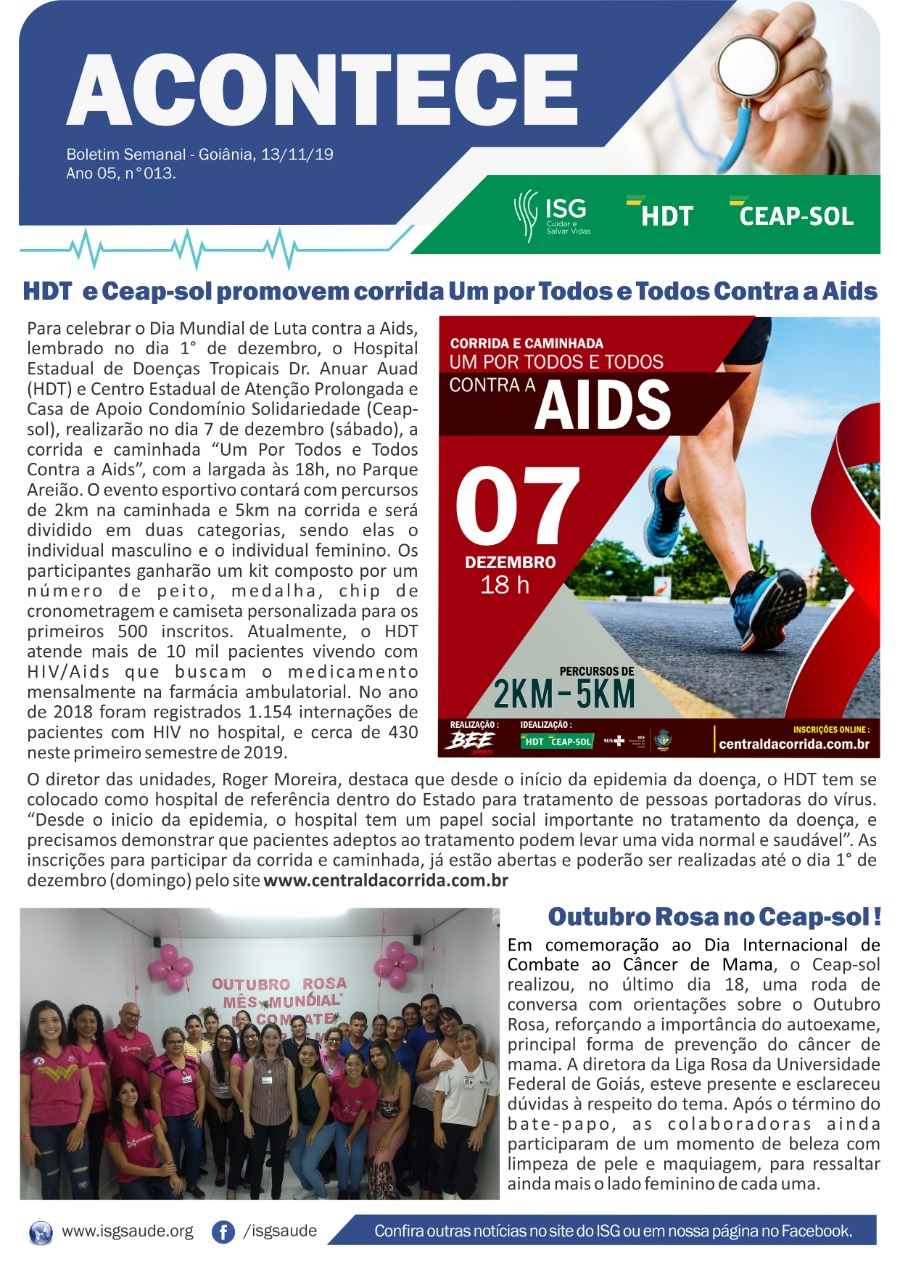 ACONTECE
Boletim Semanal - Goiânia, 13/11/19
Ano 05, n°013.
ISG
Cuidar e
Salvar Vidas
HDT
CEAP-SOL
HDT e Ceap-sol promovem corrida Um por Todos e Todos Contra a Aids
Para celebrar o Dia Mundial de Luta contra a Aids,
lembrado no dia 1° de dezembro, o Hospital
Estadual de Doenças Tropicais Dr. Anuar Auad
(HDT) e Centro Estadual de Atenção Prolongada e
Casa de Apoio Condomínio Solidariedade (Ceap-
sol), realizarão no dia 7 de dezembro (sábado), a
corrida e caminhada “Um Por Todos e Todos
Contra a Aids”, com a largada às 18h, no Parque
Areião. O evento esportivo contará com percursos
de 2km na caminhada e 5km na corrida e será
dividido em duas categorias, sendo elas o
individual masculino e o individual feminino. Os
participantes ganharão um kit composto por um
número de peito, medalha, chip de
cronometragem e camiseta personalizada para os
primeiros 500 inscritos. Atualmente, o HDT
atende mais de 10 mil pacientes vivendo com
HIV/Aids que buscam o medicamento
mensalmente na farmácia ambulatorial. No ano
de 2018 foram registrados 1.154 internações de
pacientes com HIV no hospital, e cerca de 430
neste primeiro semestre de 2019.
CORRIDA E CAMINHADA
UM POR TODOS E TODOS
CONTRA A
AIDS
07
DEZEMBRO
18 h
PERCURSOS DE
2KM–5KM
REALIZAÇÃO :
BEE
IDEALIZAÇÃO :
HDT CEAP-SOL
SUS
INSCRIÇÕES ONLINE :
centraldacorrida.com.br
O diretor das unidades, Roger Moreira, destaca que desde o início da epidemia da doença, o HDT tem se
colocado como hospital de referência dentro do Estado para tratamento de pessoas portadoras do vírus.
“Desde o inicio da epidemia, o hospital tem um papel social importante no tratamento da doença, e
precisamos demonstrar que pacientes adeptos ao tratamento podem levar uma vida normal e saudável”. As
inscrições para participar da corrida e caminhada, já estão abertas e poderão ser realizadas até o dia 1° de
dezembro (domingo) pelo site www.centraldacorrida.com.br
OUTUBRO ROSA
MÊS MUNDIAL
COMBATE
Outubro Rosa no Ceap-sol !
Em comemoração ao Dia Internacional de
Combate ao Câncer de Mama, o Ceap-sol
realizou, no último dia 18, uma roda de
conversa com orientações sobre o Outubro
Rosa, reforçando a importância do autoexame,
principal forma de prevenção do câncer de
mama. A diretora da Liga Rosa da Universidade
Federal de Goiás, esteve presente e esclareceu
dúvidas à respeito do tema. Após o término do
bate-papo, as colaboradoras ainda
participaram de um momento de beleza com
limpeza de pele e maquiagem, para ressaltar
ainda mais o lado feminino de cada uma.
www.isgsaude.org
/isgsaude
Confira outras notícias no site do ISG ou em nossa página no Facebook.